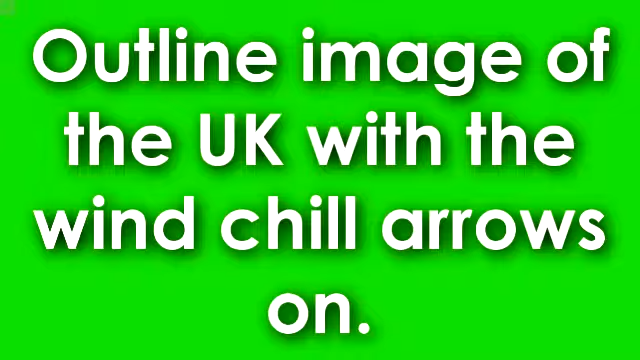 Outline image of
the UK with the
wind chill arrows
on.